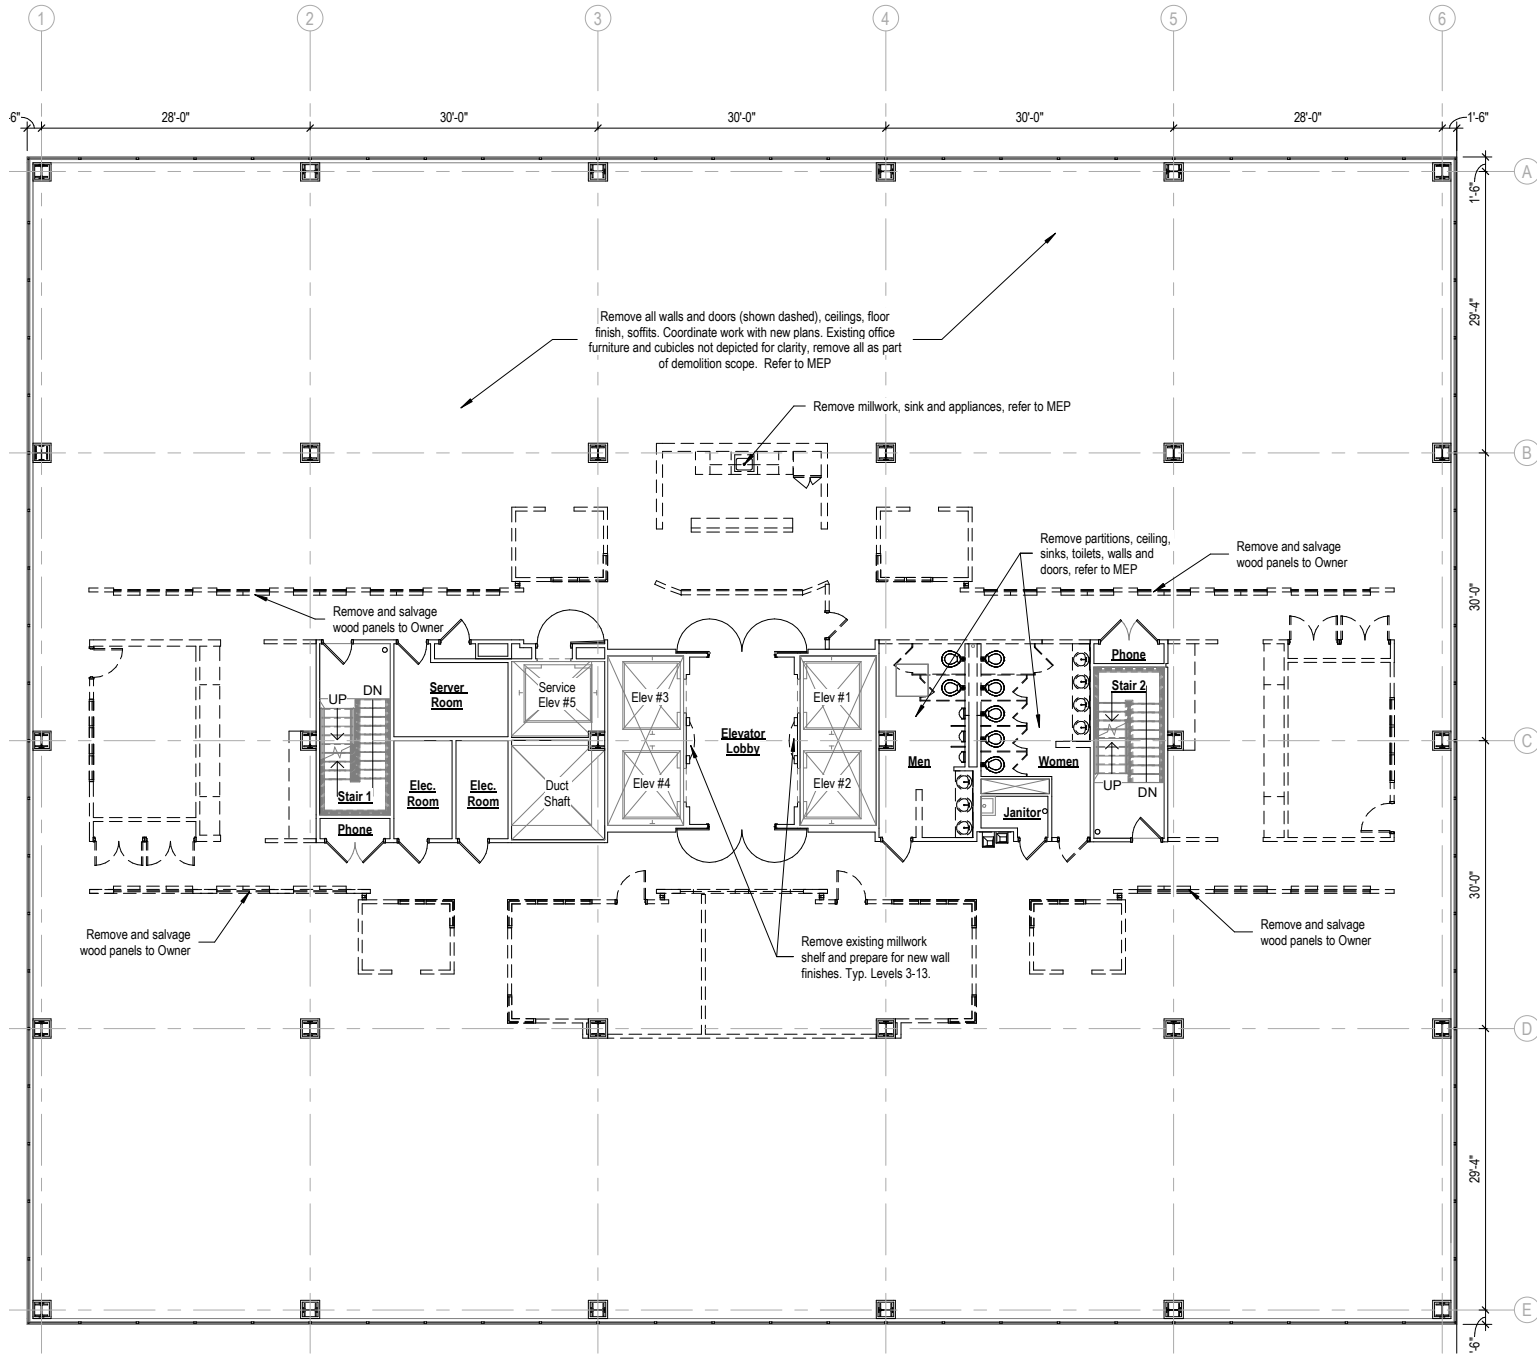 1 2 3 4 5 6
6" 28'-0" 30'-0" 30'-0" 30'-0" 28'-0" 1'-6"
A
1'-6"
29'-4"
Remove all walls and doors (shown dashed), ceilings, floor
finish, soffits. Coordinate work with new plans. Existing office
furniture and cubicles not depicted for clarity, remove all as part
of demolition scope. Refer to MEP
Remove millwork, sink and appliances, refer to MEP
B
Remove partitions, ceiling,
sinks, toilets, walls and
doors, refer to MEP
Remove and salvage
wood panels to Owner
30'-0"
Remove and salvage
wood panels to Owner
Phone
Server
Room
UP
DN
Service
Elev #5
Elev #3
Elev #1
Stair 2
Elevator
Lobby
C
Men
Women
Stair 1
Elec.
Room
Elec.
Room
Duct
Shaft
Elev #4
Elev #2
UP
DN
Janitor
Phone
30'-0"
Remove and salvage
wood panels to Owner
Remove existing millwork
shelf and prepare for new wall
finishes. Typ. Levels 3-13.
Remove and salvage
wood panels to Owner
D
29'-4"
E
'-6"